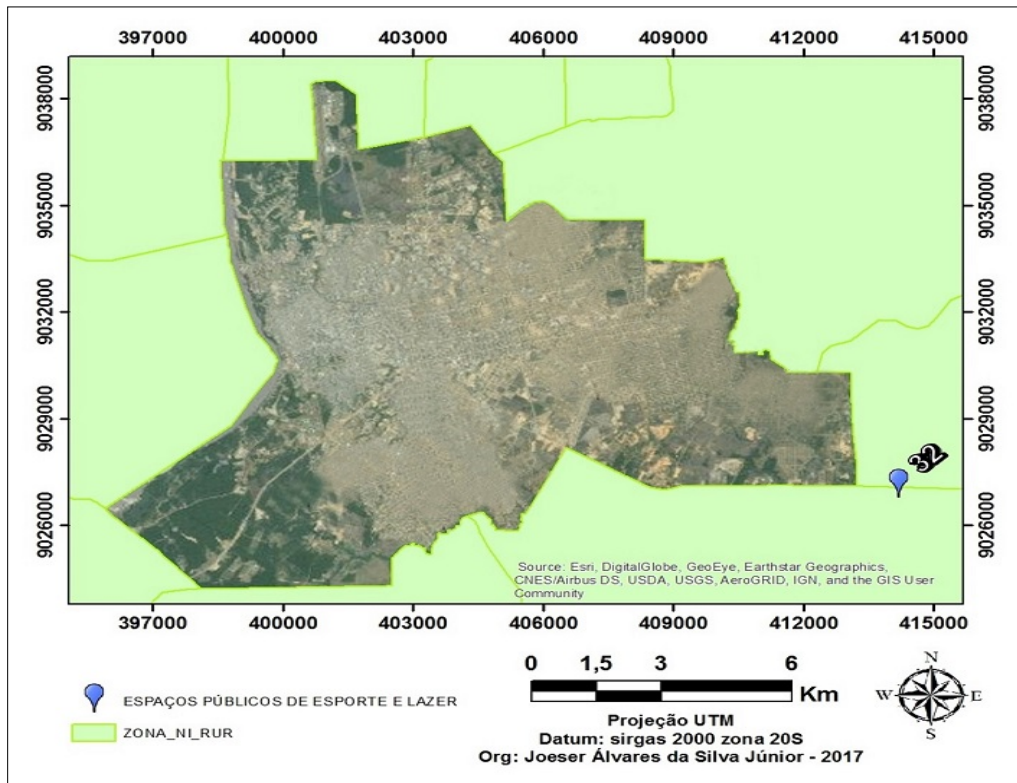 397000 400000 403000 406000 409000 412000 415000
9038000 9038000
9035000 9035000
9032000 9032000
9029000 9029000
9026000 9026000
32
Source: Esri, DigitalGlobe, GeoEye, Earthstar Geographics,
CNES/Airbus DS, USDA, USGS, AeroGRID, IGN, and the GIS User
Community
397000 400000 403000 406000 409000 412000 415000
ESPAÇOS PÚBLICOS DE ESPORTE E LAZER
ZONA_NI_RUR
0 1,5 3 6
Km
Projeção UTM
Datum: sirgas 2000 zona 20S
Org: Joeser Álvares da Silva Júnior - 2017
N
W E
S